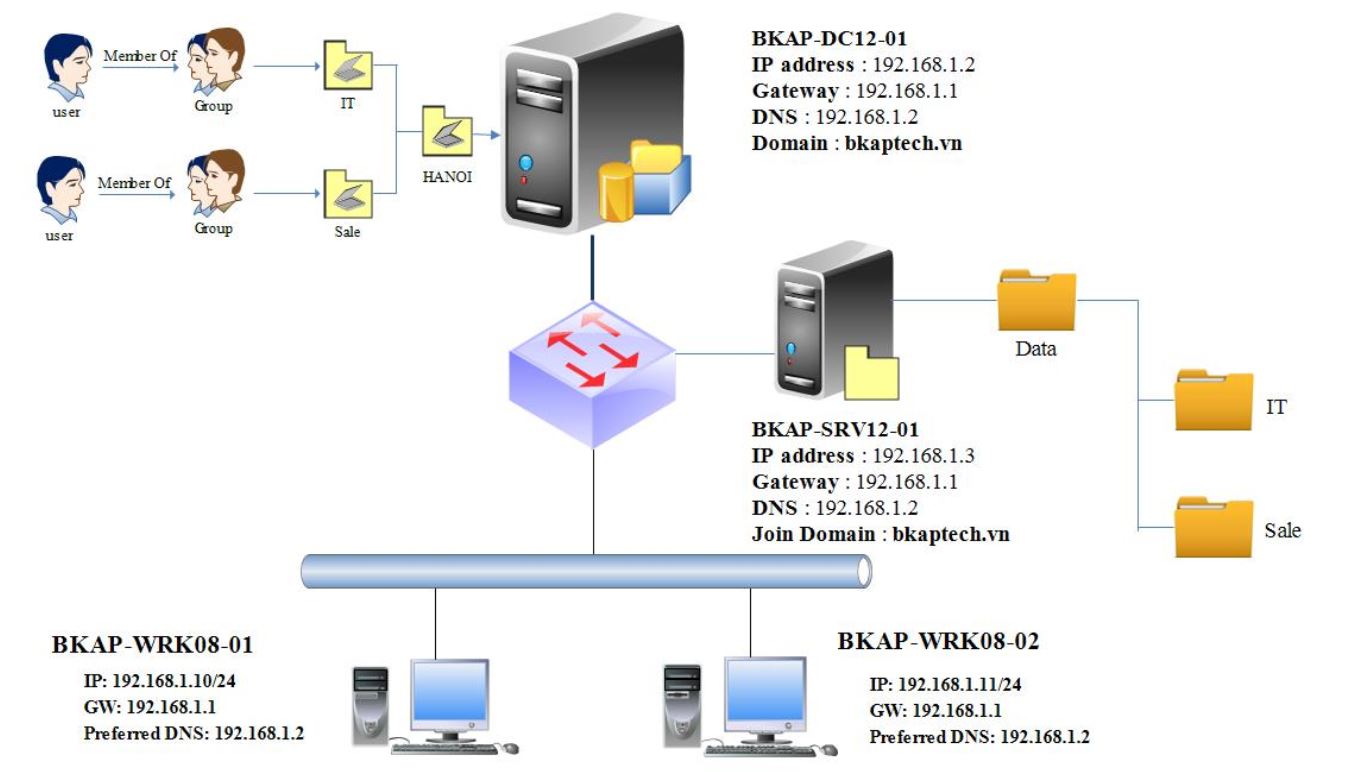 Member Of
user
Group
IT
Member Of
user
Group
Sale
HANOI
BKAP-DC12-01
IP address : 192.168.1.2
Gateway : 192.168.1.1
DNS : 192.168.1.2
Domain : bkaptech.vn
Data
IT
Sale
BKAP-SRV12-01
IP address : 192.168.1.3
Gateway : 192.168.1.1
DNS : 192.168.1.2
Join Domain : bkaptech.vn
BKAP-WRK08-01
IP: 192.168.1.10/24
GW: 192.168.1.1
Preferred DNS: 192.168.1.2
BKAP-WRK08-02
IP: 192.168.1.11/24
GW: 192.168.1.1
Preferred DNS: 192.168.1.2